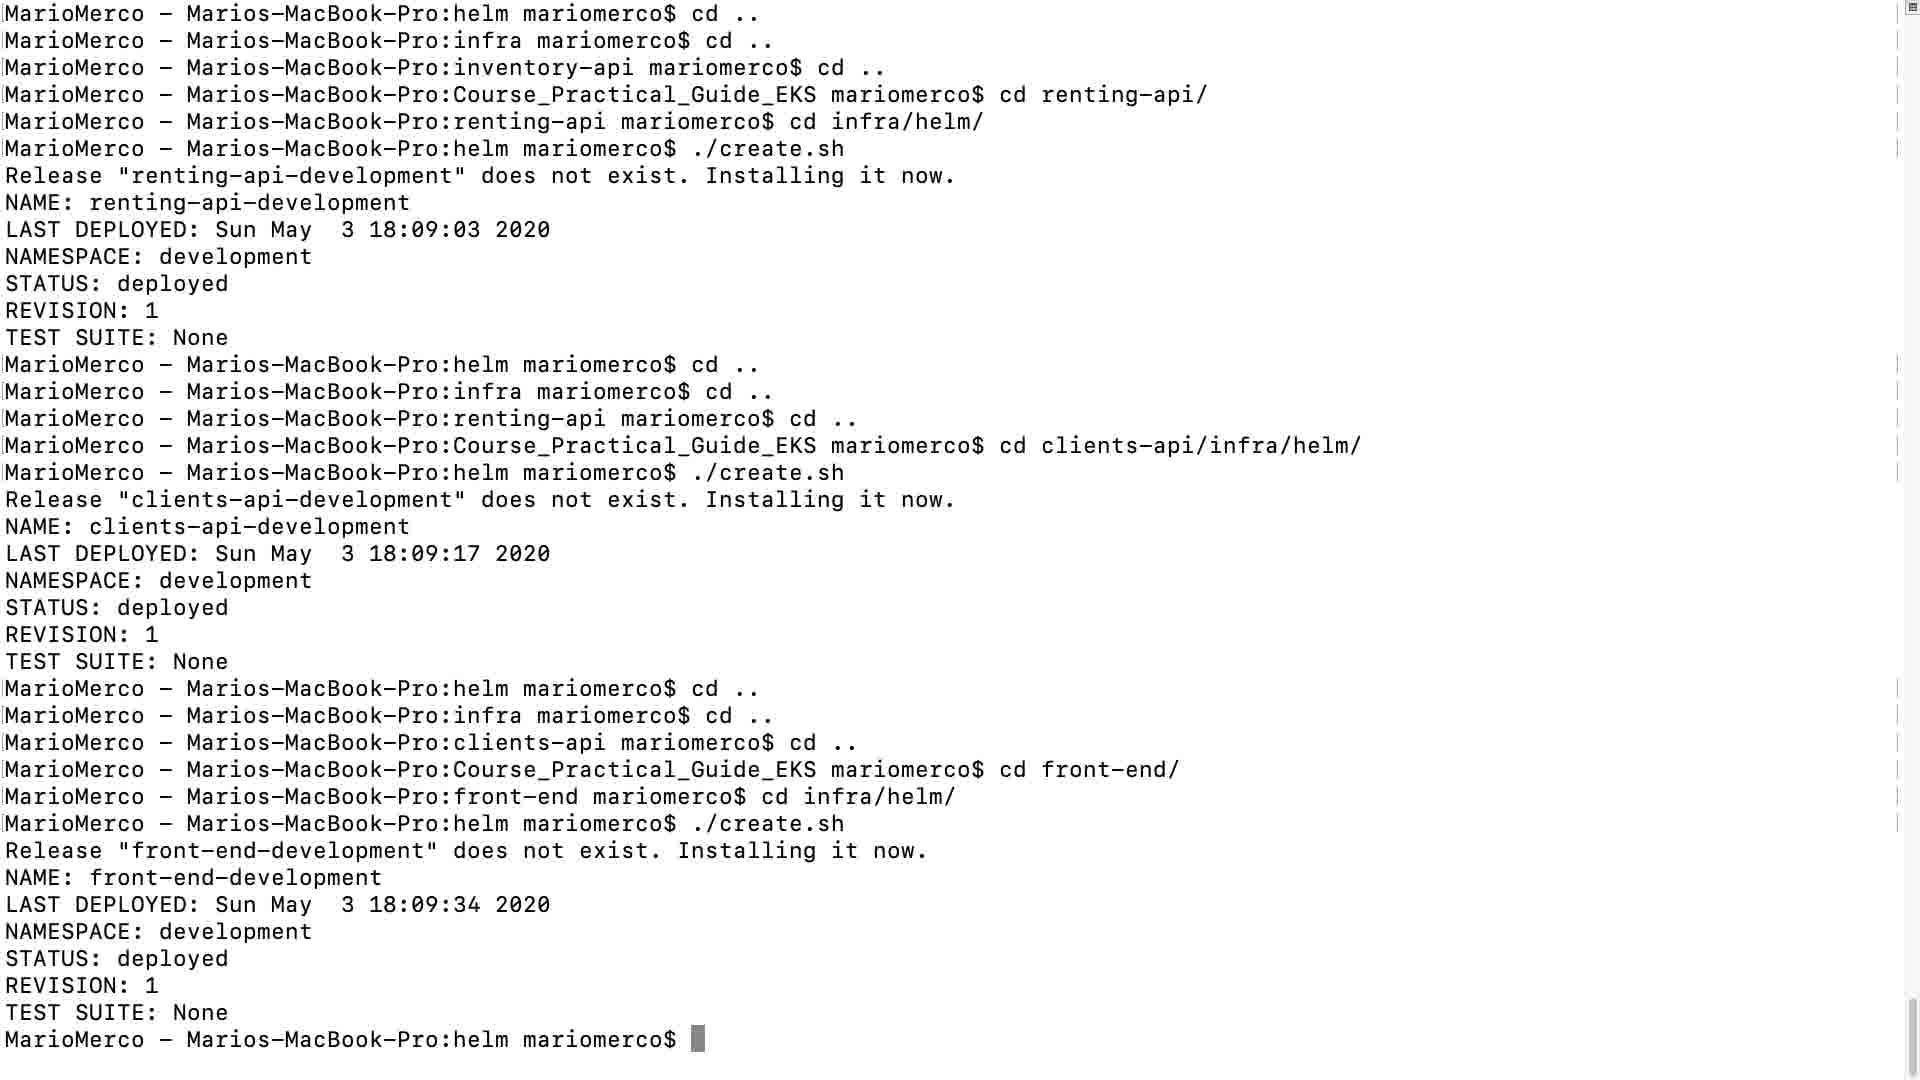 MarioMerco – Marios-MacBook-Pro:helm mariomerco$ cd ..
MarioMerco – Marios-MacBook-Pro:infra mariomerco$ cd ..
MarioMerco – Marios-MacBook-Pro:inventory-api mariomerco$ cd ..
MarioMerco – Marios-MacBook-Pro:Course_Practical_Guide_EKS mariomerco$ cd renting-api/
MarioMerco – Marios-MacBook-Pro:renting-api mariomerco$ cd infra/helm/
MarioMerco – Marios-MacBook-Pro:helm mariomerco$ ./create.sh
Release "renting-api-development" does not exist. Installing it now.
NAME: renting-api-development
LAST DEPLOYED: Sun May  3 18:09:03 2020
NAMESPACE: development
STATUS: deployed
REVISION: 1
TEST SUITE: None
MarioMerco – Marios-MacBook-Pro:helm mariomerco$ cd ..
MarioMerco – Marios-MacBook-Pro:infra mariomerco$ cd ..
MarioMerco – Marios-MacBook-Pro:renting-api mariomerco$ cd ..
MarioMerco – Marios-MacBook-Pro:Course_Practical_Guide_EKS mariomerco$ cd clients-api/infra/helm/
MarioMerco – Marios-MacBook-Pro:helm mariomerco$ ./create.sh
Release "clients-api-development" does not exist. Installing it now.
NAME: clients-api-development
LAST DEPLOYED: Sun May  3 18:09:17 2020
NAMESPACE: development
STATUS: deployed
REVISION: 1
TEST SUITE: None
MarioMerco – Marios-MacBook-Pro:helm mariomerco$ cd ..
MarioMerco – Marios-MacBook-Pro:infra mariomerco$ cd ..
MarioMerco – Marios-MacBook-Pro:clients-api mariomerco$ cd ..
MarioMerco – Marios-MacBook-Pro:Course_Practical_Guide_EKS mariomerco$ cd front-end/
MarioMerco – Marios-MacBook-Pro:front-end mariomerco$ cd infra/helm/
MarioMerco – Marios-MacBook-Pro:helm mariomerco$ ./create.sh
Release "front-end-development" does not exist. Installing it now.
NAME: front-end-development
LAST DEPLOYED: Sun May  3 18:09:34 2020
NAMESPACE: development
STATUS: deployed
REVISION: 1
TEST SUITE: None
MarioMerco – Marios-MacBook-Pro:helm mariomerco$